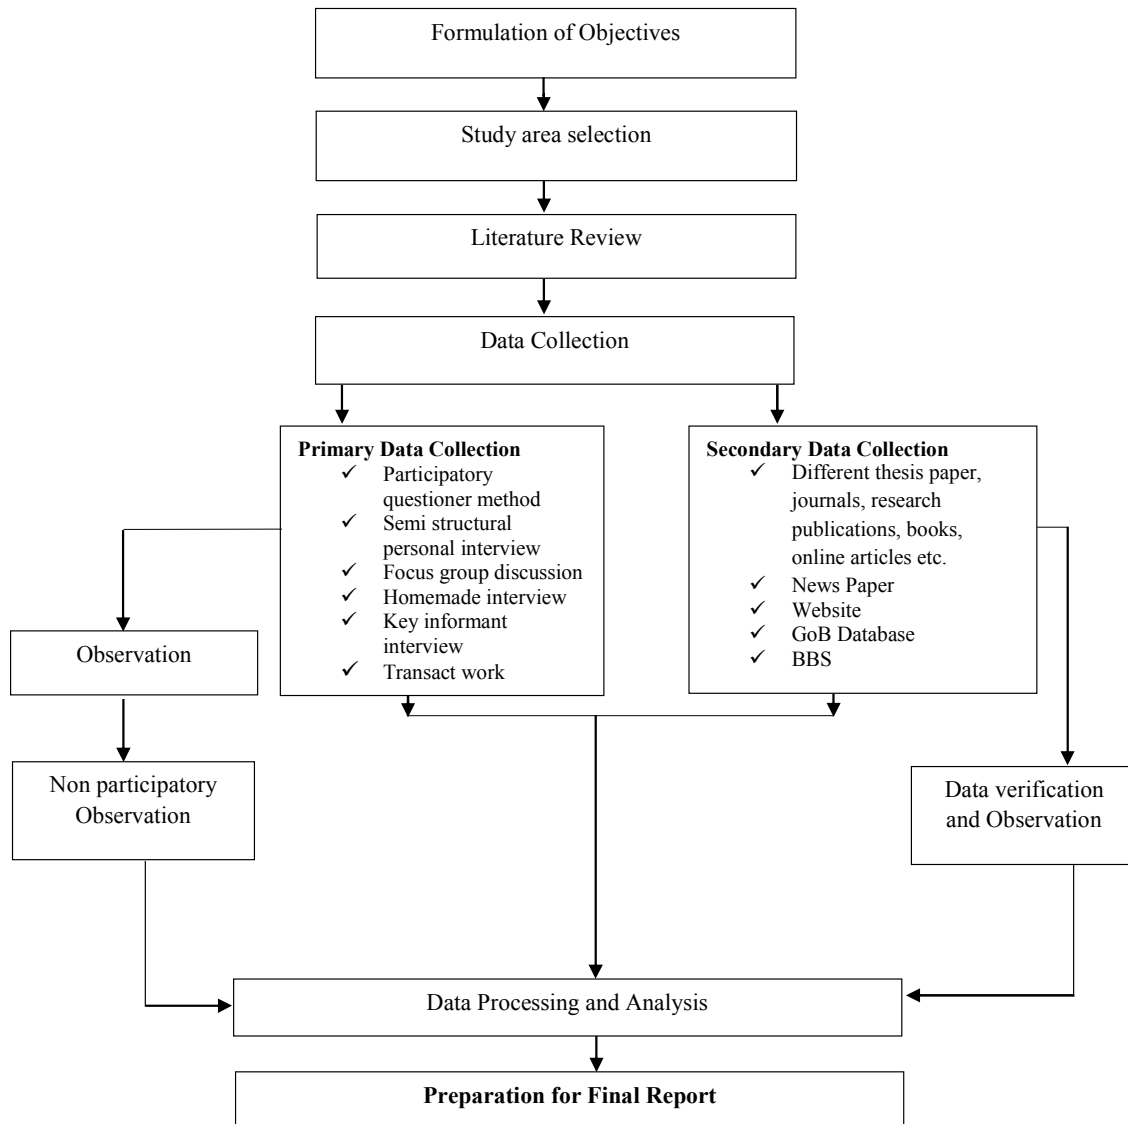 Formulation of Objectives
Study area selection
Literature Review
Data Collection
Primary Data Collection
✓ Participatory
questioner method
✓ Semi structural
personal interview
✓ Focus group discussion
✓ Homemade interview
✓ Key informant
interview
✓ Transact work
Secondary Data Collection
✓ Different thesis paper,
journals, research
publications, books,
online articles etc.
✓ News Paper
✓ Website
✓ GoB Database
✓ BBS
Observation
Non participatory
Observation
Data verification
and Observation
Data Processing and Analysis
Preparation for Final Report